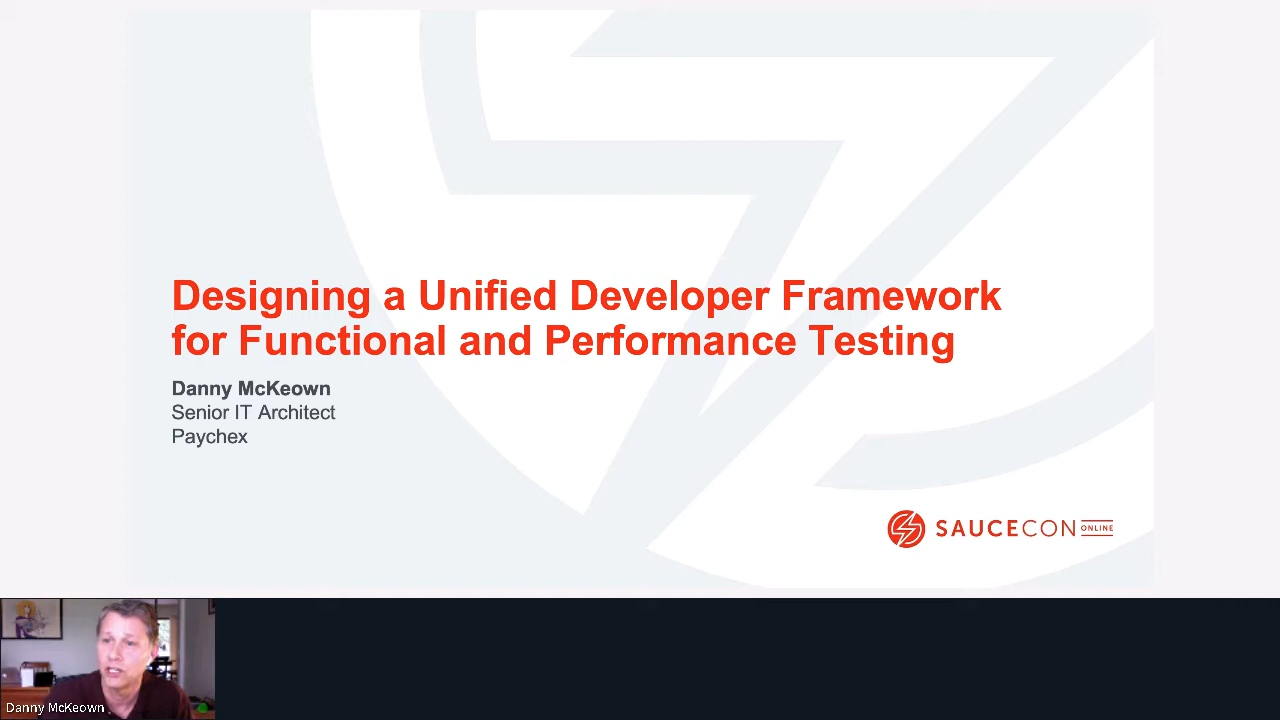 Designing a Unified Developer Framework
for Functional and Performance Testing
Danny McKeown
Senior IT Architect
Paychex
SAUCECON ONLINE
Danny McKeown